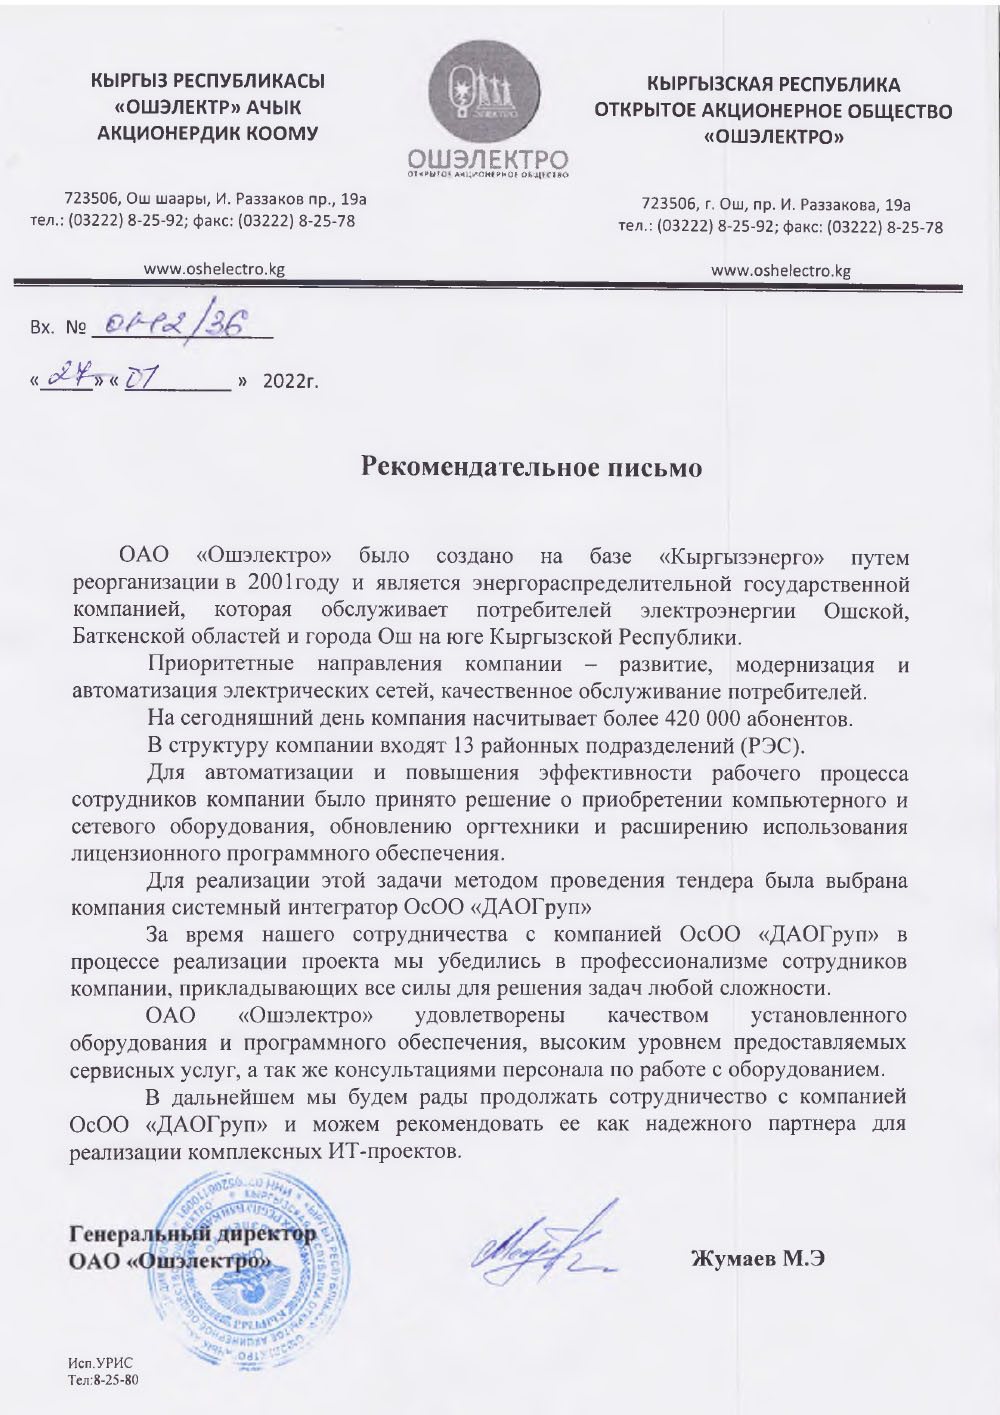 КЫРГЫЗ РЕСПУБЛИКАСЫ
«ОШЭЛЕКТР» АЧЫК
АКЦИОНЕРДИК КООМУ
723506, Ош шаары, И. Раззаков пр., 19а
тел.: (03222) 8-25-92; факс: (03222) 8-25-78
www.oshelectro.kg
ОШЭЛЕКТРО
ОТКРЫТОЕ АКЦИОНЕРНОЕ ОБЩЕСТВО
КЫРГЫЗСКАЯ РЕСПУБЛИКА
ОТКРЫТОЕ АКЦИОНЕРНОЕ ОБЩЕСТВО
«ОШЭЛЕКТРО»
723506, г. Ош, пр. И. Раззакова, 19а
тел.: (03222) 8-25-92; факс: (03222) 8-25-78
www.oshelectro.kg
Вх. № /36
«27» « 01 » 2022г.
Рекомендательное письмо
ОАО «Ошэлектро» было создано на базе «Кыргызэнерго» путем
реорганизации в 2001году и является энергораспределительной государственной
компанией, которая обслуживает потребителей электроэнергии Ошской,
Баткенской областей и города Ош на юге Кыргызской Республики.
Приоритетные направления компании – развитие, модернизация и
автоматизация электрических сетей, качественное обслуживание потребителей.
На сегодняшний день компания насчитывает более 420 000 абонентов.
В структуру компании входят 13 районных подразделений (РЭС).
Для автоматизации и повышения эффективности рабочего процесса
сотрудников компании было принято решение о приобретении компьютерного и
сетевого оборудования, обновлению оргтехники и расширению использования
лицензионного программного обеспечения.
Для реализации этой задачи методом проведения тендера была выбрана
компания системный интегратор ОсОО «ДАОГруп»
За время нашего сотрудничества с компанией ОсОО «ДАОГруп» в
процессе реализации проекта мы убедились в профессионализме сотрудников
компании, прикладывающих все силы для решения задач любой сложности.
ОАО «Ошэлектро» удовлетворены качеством установленного
оборудования и программного обеспечения, высоким уровнем предоставляемых
сервисных услуг, а так же консультациями персонала по работе с оборудованием.
В дальнейшем мы будем рады продолжать сотрудничество с компанией
ОсОО «ДАОГруп» и можем рекомендовать ее как надежного партнера для
реализации комплексных ИТ-проектов.
Генеральный директор
ОАО «Ошэлектро»
Жумаев М.Э
Исп.УРИС
Тел:8-25-80